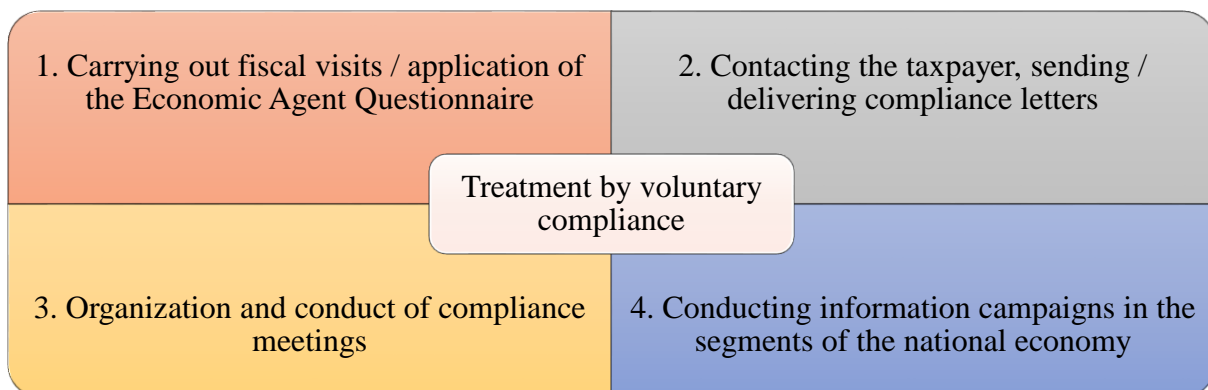 1. Carrying out fiscal visits / application of
the Economic Agent Questionnaire
2. Contacting the taxpayer, sending /
delivering compliance letters
Treatment by voluntary
compliance
3. Organization and conduct of compliance
meetings
4. Conducting information campaigns in the
segments of the national economy